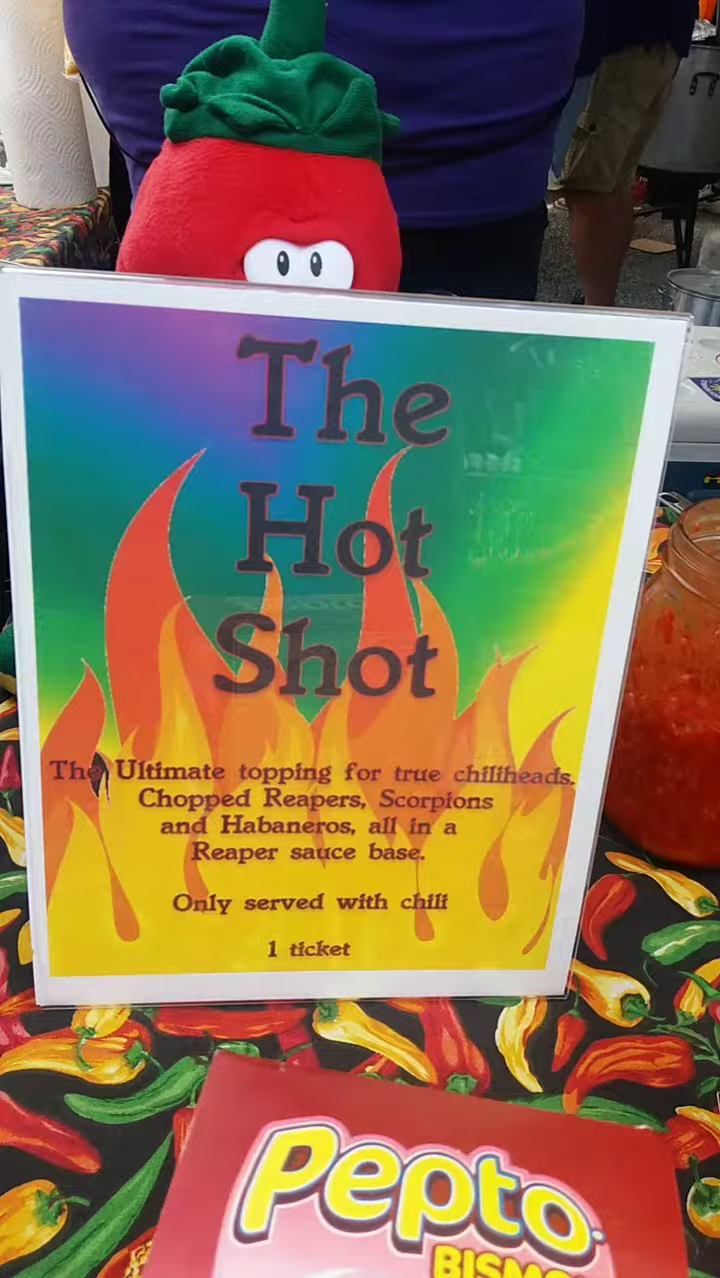 The
Hot
Shot
The Ultimate topping for true chiliheads.
Chopped Reapers, Scorpions
and Habaneros, all in a
Reaper sauce base.
Only served with chili
1 ticket
Pepto
BISMO